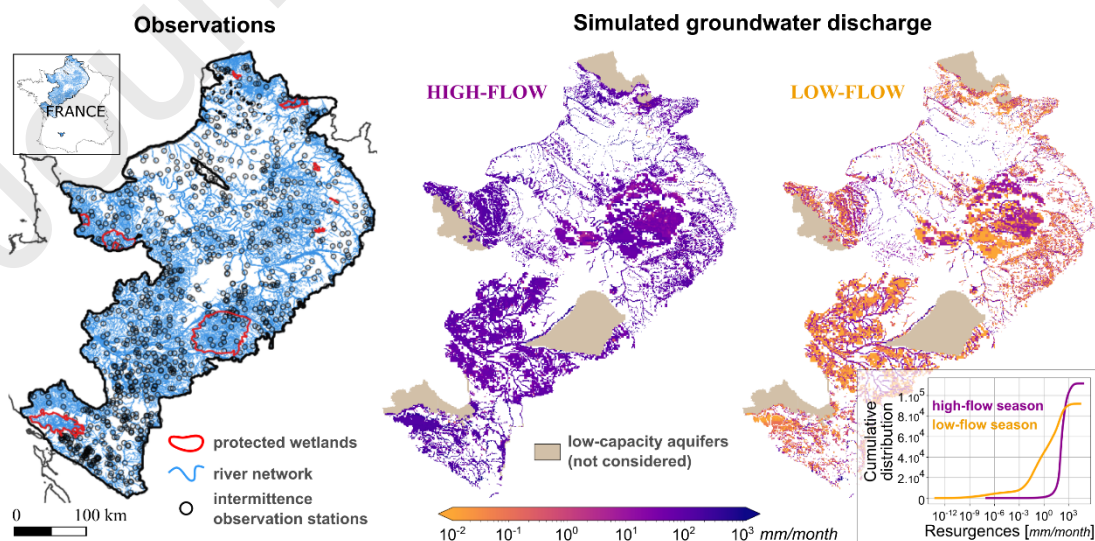 Observations
Simulated groundwater discharge
FRANCE
HIGH-FLOW
LOW-FLOW
protected wetlands
river network
intermittence
observation stations
0 100 km
low-capacity aquifers
(not considered)
10⁻² 10⁻¹ 10⁰ 10¹ 10² 10³ mm/month
Cumulative
distribution
1.10⁵
8.10⁴
6.10⁴
4.10⁴
2.10⁴
0
high-flow season
low-flow season
10⁻¹² 10⁻⁹ 10⁻⁶ 10⁻³ 10⁰ 10³
Resurgences [mm/month]